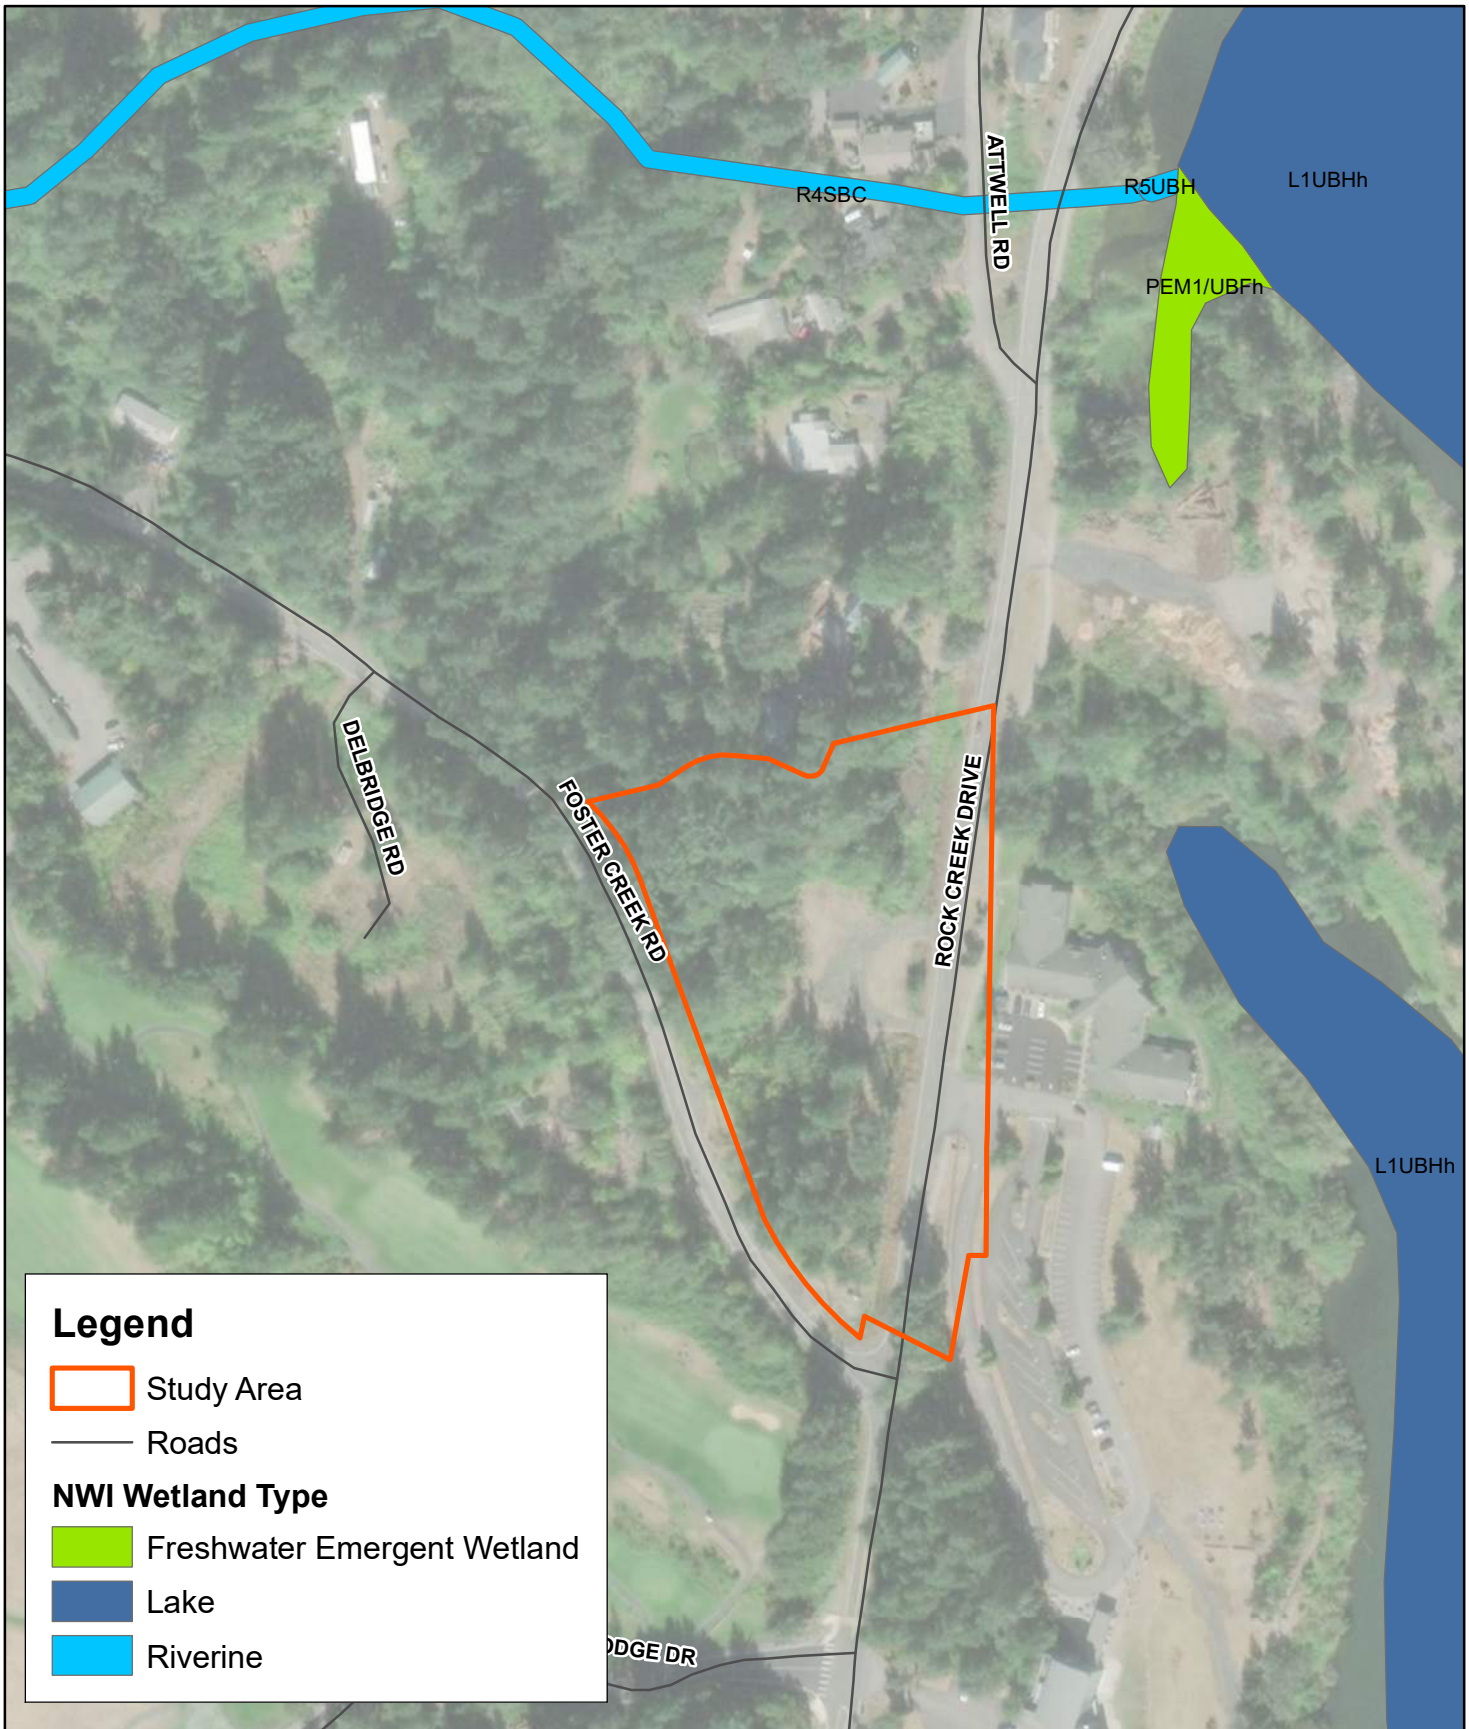 ATTWELL RD
R4SBC
R5UBH
L1UBHh
PEM1/UBFh
DELBRIDGE RD
FOSTER CREEK RD
ROCK CREEK DRIVE
L1UBHh
Legend
Study Area
Roads
NWI Wetland Type
Freshwater Emergent Wetland
Lake
Riverine
DGE DR